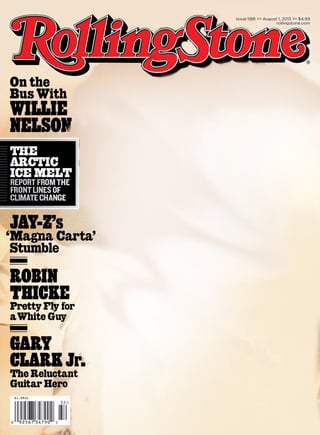 Issue 1188 >> August 1, 2013 >> $4.99
rollingstone.com
RollingStone
On the
Bus With
WILLIE
NELSON
THE
ARCTIC
ICE MELT
REPORT FROM THE
FRONT LINES OF
CLIMATE CHANGE
JAY-Z's
'Magna Carta'
Stumble
ROBIN
THICKE
Pretty Fly for
a White Guy
GARY
CLARK Jr.
The Reluctant
Guitar Hero